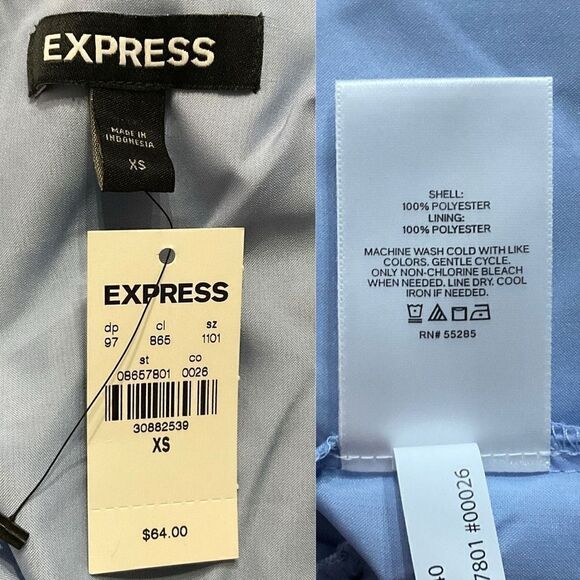 EXPRESS
MADE IN
INDONESIA
XS
EXPRESS
dp cl sz
97 865 1101
st co
08657801 0026
30882539
XS
$64.00
SHELL:
100% POLYESTER
LINING:
100% POLYESTER
MACHINE WASH COLD WITH LIKE
COLORS. GENTLE CYCLE.
ONLY NON-CHLORINE BLEACH
WHEN NEEDED. LINE DRY. COOL
IRON IF NEEDED.
RN# 55285
7801 #00026
40